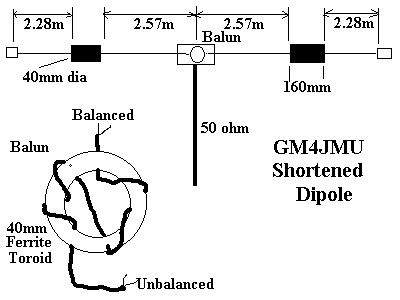 2.28m 2.57m 2.57m 2.28m
Balun
40mm dia
160mm
Balanced
50 ohm
Balun
GM4JMU
Shortened
Dipole
40mm
Ferrite
Toroid
Unbalanced